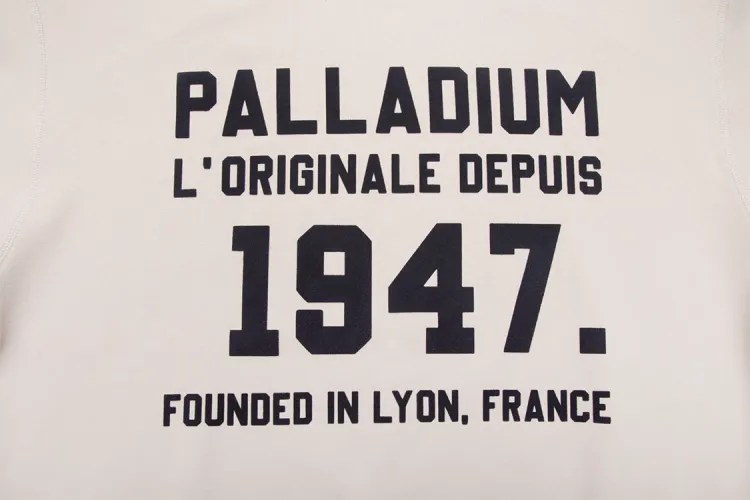 PALLADIUM
L'ORIGINALE DEPUIS
1947.
FOUNDED IN LYON, FRANCE